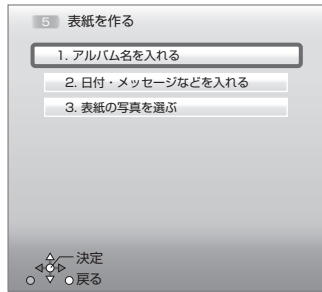 5 表紙を作る
1. アルバム名を入れる
2. 日付・メッセージなどを入れる
3. 表紙の写真を選ぶ
決定
戻る